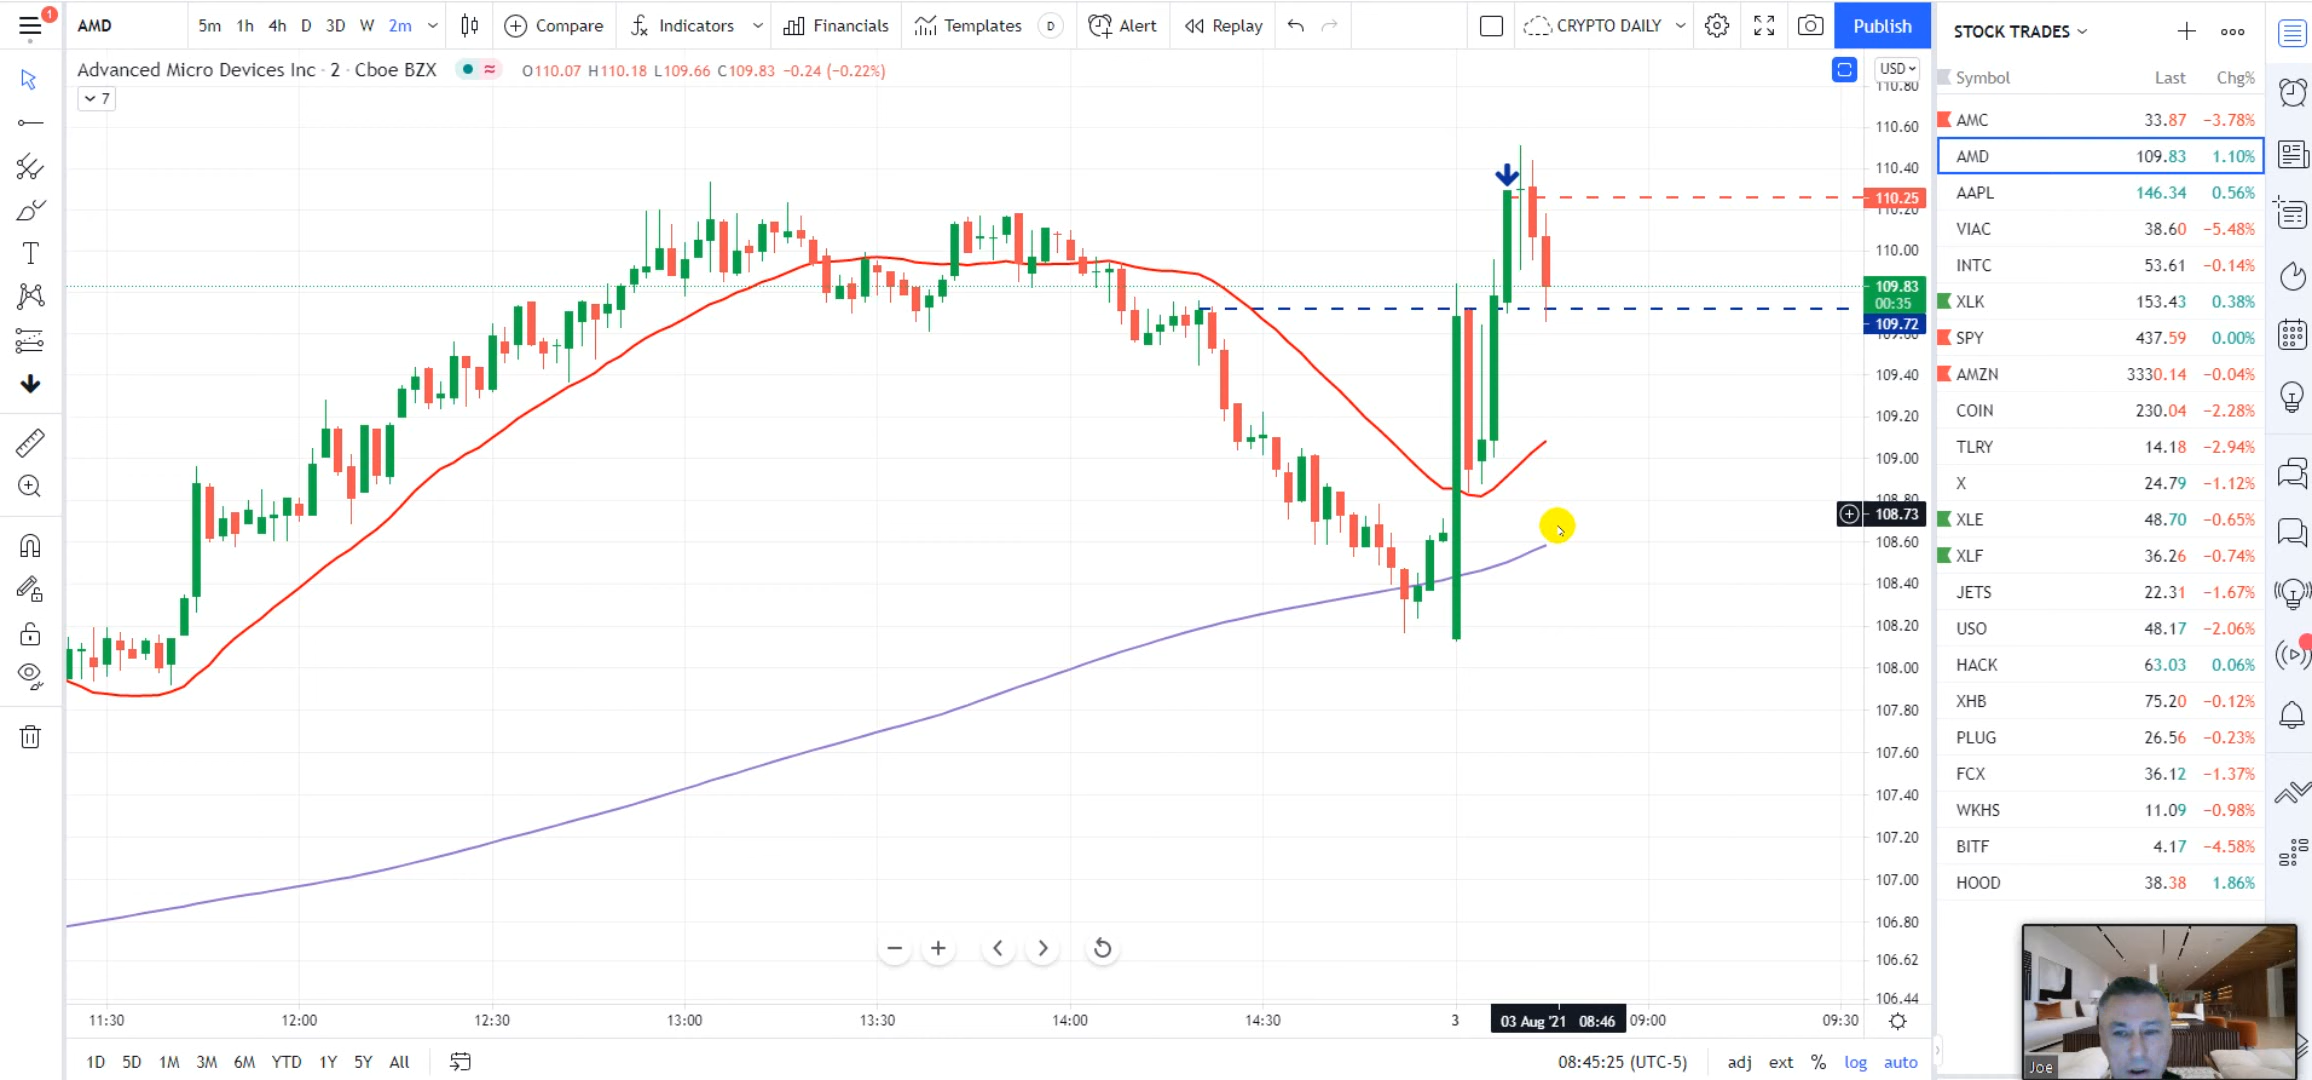 1
AMD
5m 1h 4h D 3D W 2m
Compare
Indicators
Financials
Templates D
Alert
Replay
CRYPTO DAILY
Publish
Advanced Micro Devices Inc · 2 · Cboe BZX ≈ O110.07 H110.18 L109.66 C109.83 −0.24 (−0.22%)
7
USD
110.80
110.60
110.40
110.25
110.20
110.00
109.83
00:35
109.72
109.60
109.40
109.20
109.00
108.80
108.73
108.60
108.40
108.20
108.00
107.80
107.60
107.40
107.20
107.00
106.80
106.62
106.44
11:30 12:00 12:30 13:00 13:30 14:00 14:30 3 03 Aug '21 08:46 09:00 09:30
1D 5D 1M 3M 6M YTD 1Y 5Y All
08:45:25 (UTC-5) adj ext % log auto
STOCK TRADES
Symbol Last Chg%
AMC 33.87 −3.78%
AMD 109.83 1.10%
AAPL 146.34 0.56%
VIAC 38.60 −5.48%
INTC 53.61 −0.14%
XLK 153.43 0.38%
SPY 437.59 0.00%
AMZN 3330.14 −0.04%
COIN 230.04 −2.28%
TLRY 14.18 −2.94%
X 24.79 −1.12%
XLE 48.70 −0.65%
XLF 36.26 −0.74%
JETS 22.31 −1.67%
USO 48.17 −2.06%
HACK 63.03 0.06%
XHB 75.20 −0.12%
PLUG 26.56 −0.23%
FCX 36.12 −1.37%
WKHS 11.09 −0.98%
BITF 4.17 −4.58%
HOOD 38.38 1.86%
Joe